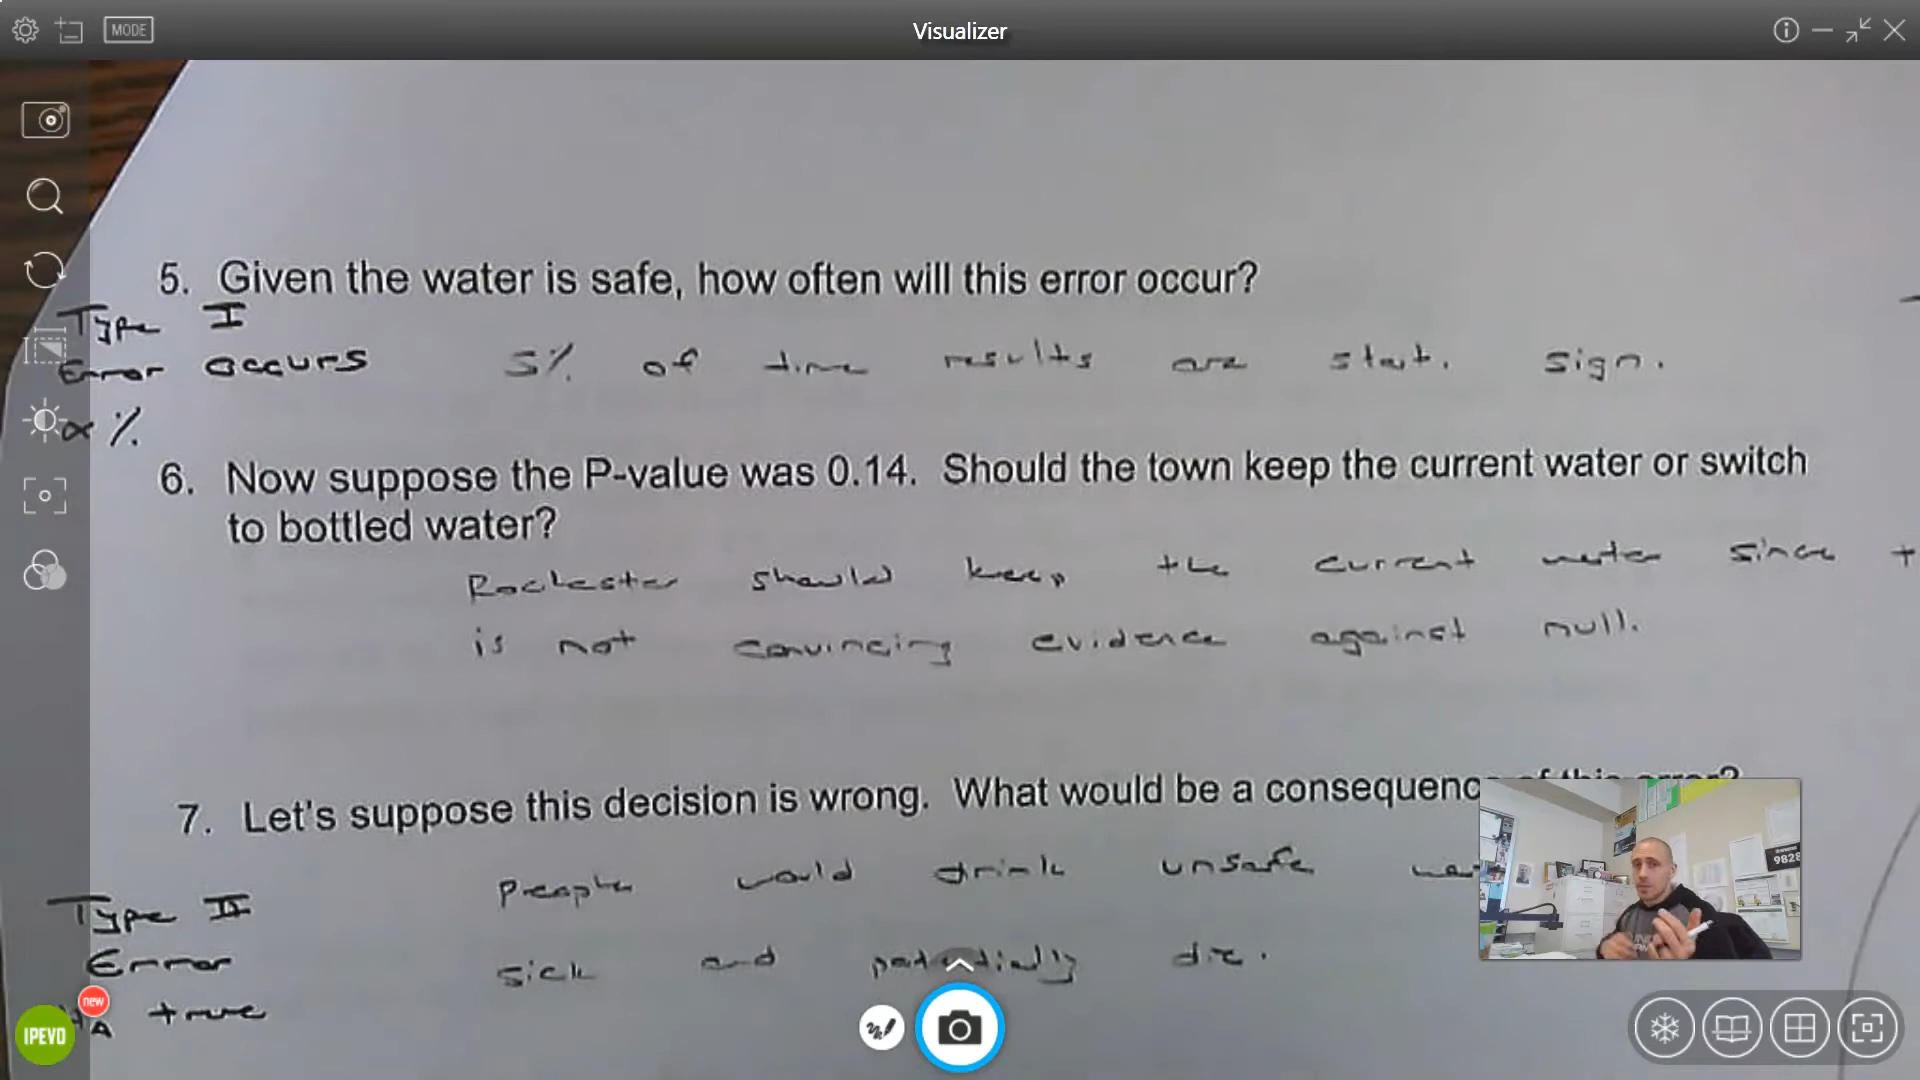 MODE
Visualizer
5. Given the water is safe, how often will this error occur?
Type I
Error occurs 5% of time results are stat. sign.
α %
6. Now suppose the P-value was 0.14. Should the town keep the current water or switch
to bottled water?
Rochester should keep the current water since
is not convincing evidence against null.
7. Let's suppose this decision is wrong. What would be a consequence of this error?
People would drink unsafe
Type II
Error sick and potentially die.
A true
new
IPEVO
9828